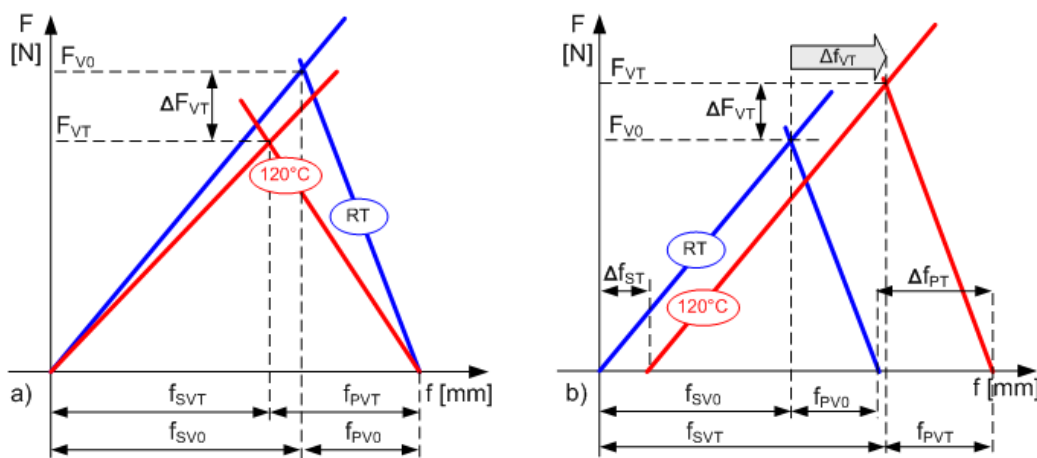 F
[N]
F_V0
ΔF_VT
F_VT
120°C
RT
a)
f [mm]
f_SVT
f_PVT
f_SV0
f_PV0
F
[N]
Δf_VT
F_VT
ΔF_VT
F_V0
RT
Δf_ST
Δf_PT
120°C
b)
f [mm]
f_SV0
f_PV0
f_SVT
f_PVT